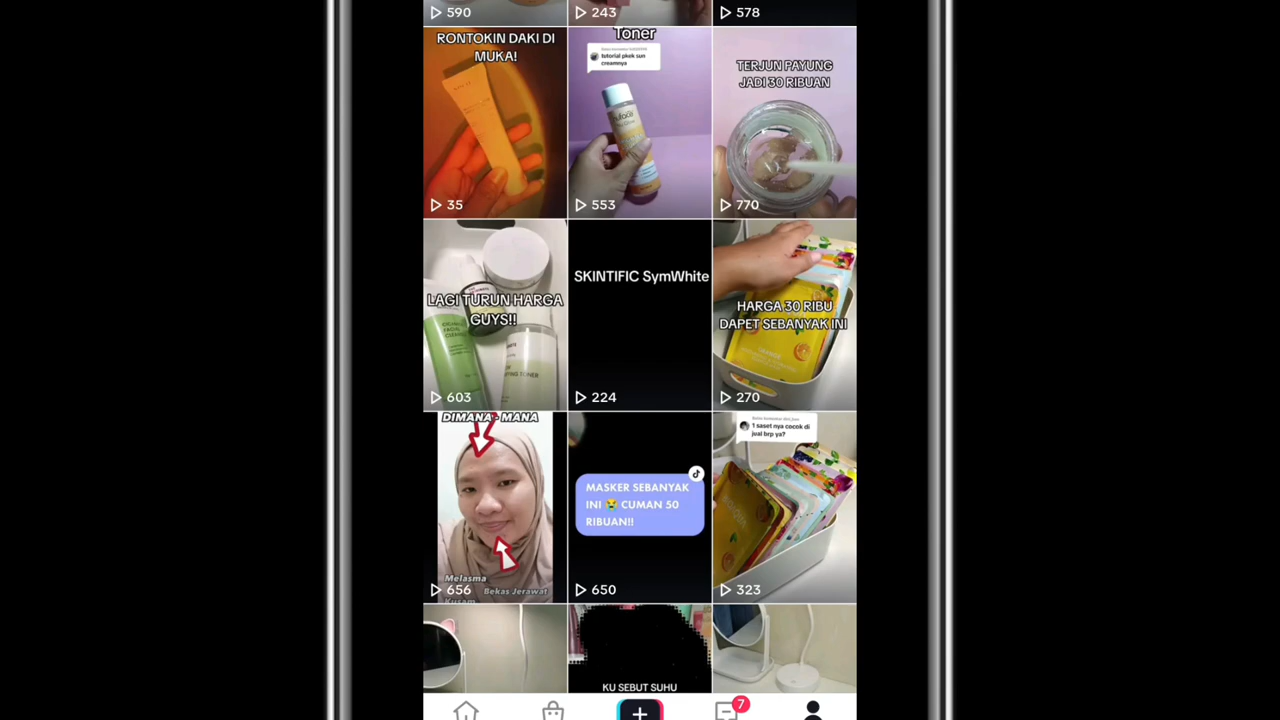 590
243
578
RONTOKIN DAKI DI
MUKA!
35
Toner
tutorial pkek sun
creamnya
553
TERJUN PAYUNG
JADI 30 RIBUAN
770
LAGI TURUN HARGA
GUYS!!
603
SKINTIFIC SymWhite
224
HARGA 30 RIBU
DAPET SEBANYAK INI
ORANGE
270
DIMANA - MANA
Melasma
Bekas Jerawat
Kusam
656
MASKER SEBANYAK
INI 😭 CUMAN 50
RIBUAN!!
650
1 saset nya cocok di
jual brp ya?
323
KU SEBUT SUHU
7